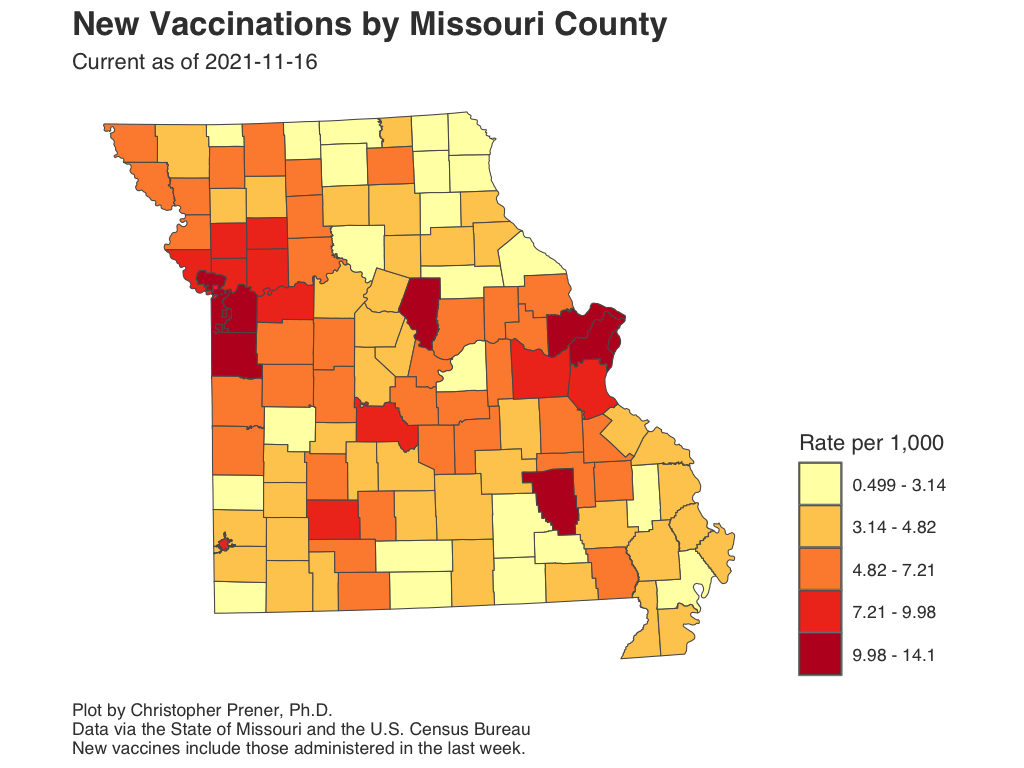 New Vaccinations by Missouri County
Current as of 2021-11-16
Rate per 1,000
0.499 - 3.14
3.14 - 4.82
4.82 - 7.21
7.21 - 9.98
9.98 - 14.1
Plot by Christopher Prener, Ph.D.
Data via the State of Missouri and the U.S. Census Bureau
New vaccines include those administered in the last week.